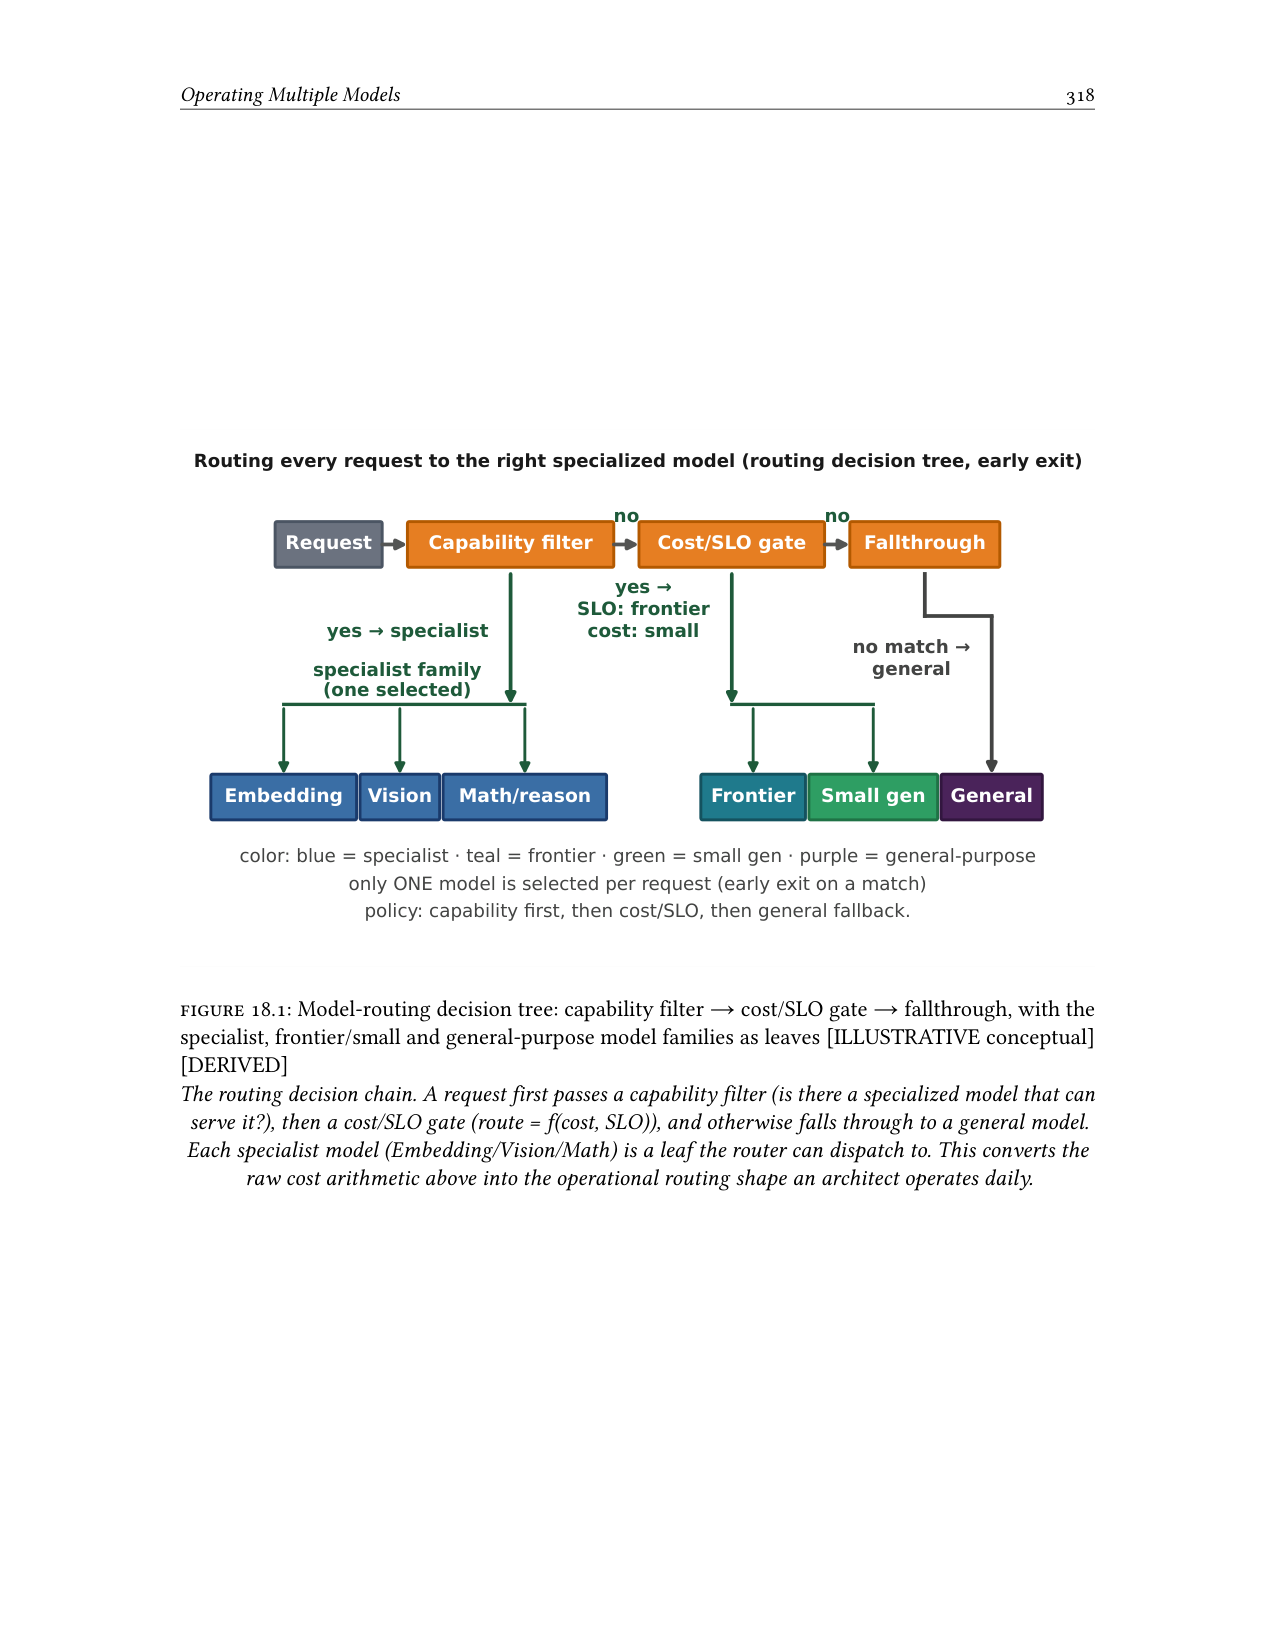 Operating Multiple Models 318
Routing every request to the right specialized model (routing decision tree, early exit)
no no
Request Capability filter Cost/SLO gate Fallthrough
yes →
SLO: frontier
cost: small
yes → specialist
no match →
general
specialist family
(one selected)
Embedding Vision Math/reason Frontier Small gen General
color: blue = specialist · teal = frontier · green = small gen · purple = general-purpose
only ONE model is selected per request (early exit on a match)
policy: capability first, then cost/SLO, then general fallback.
FIGURE 18.1: Model-routing decision tree: capability filter → cost/SLO gate → fallthrough, with the
specialist, frontier/small and general-purpose model families as leaves [ILLUSTRATIVE conceptual]
[DERIVED]
The routing decision chain. A request first passes a capability filter (is there a specialized model that can
serve it?), then a cost/SLO gate (route = f(cost, SLO)), and otherwise falls through to a general model.
Each specialist model (Embedding/Vision/Math) is a leaf the router can dispatch to. This converts the
raw cost arithmetic above into the operational routing shape an architect operates daily.